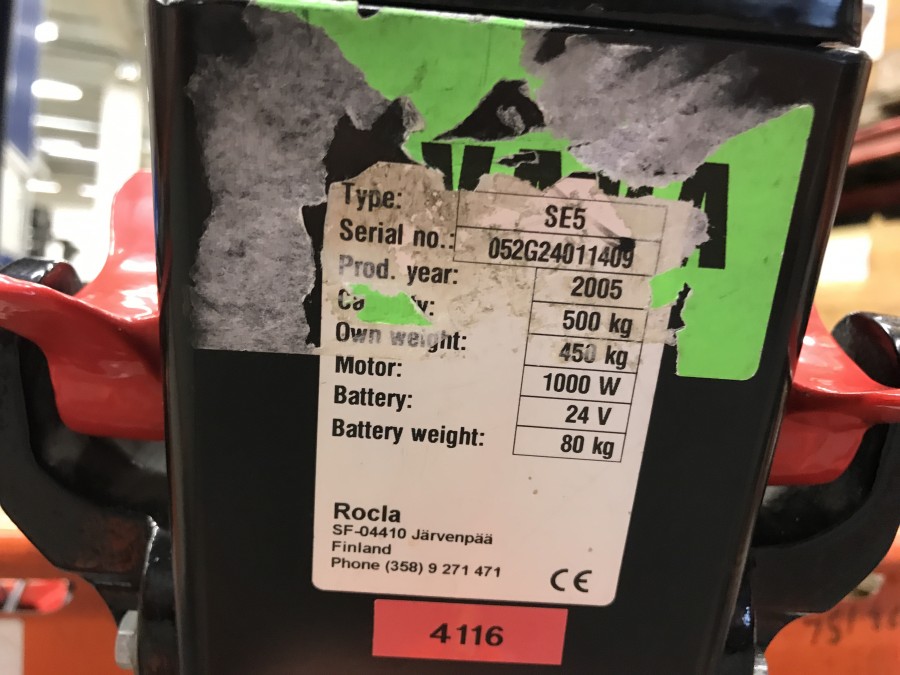 Type: SE5
Serial no.: 052G24011409
Prod. year: 2005
Ca y: 500 kg
Own weight: 450 kg
Motor: 1000 W
Battery: 24 V
Battery weight: 80 kg
Rocla
SF-04410 Järvenpää
Finland
Phone (358) 9 271 471
CE
4116